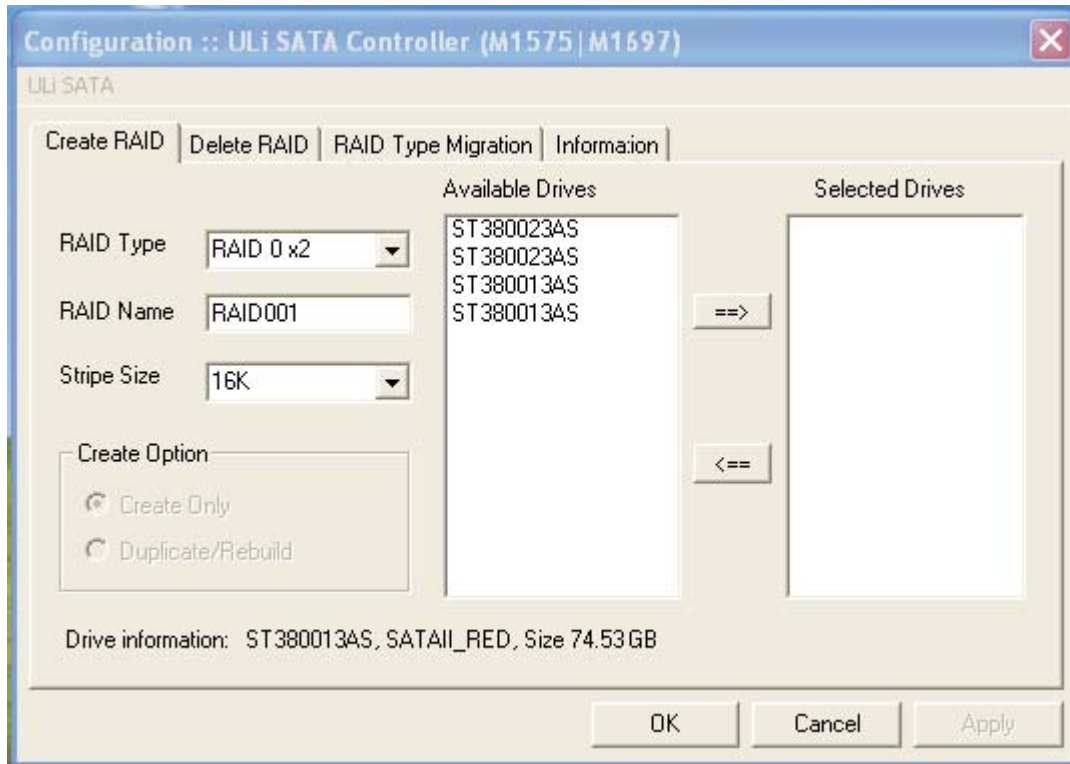 Configuration :: ULi SATA Controller (M1575|M1697)
ULi SATA
Create RAID
Delete RAID
RAID Type Migration
Information
Available Drives
Selected Drives
RAID Type
RAID 0 x2
RAID Name
RAID001
Stripe Size
16K
ST380023AS
ST380023AS
ST380013AS
ST380013AS
==>
<==
Create Option
Create Only
Duplicate/Rebuild
Drive information: ST380013AS, SATAII_RED, Size 74.53GB
OK
Cancel
Apply